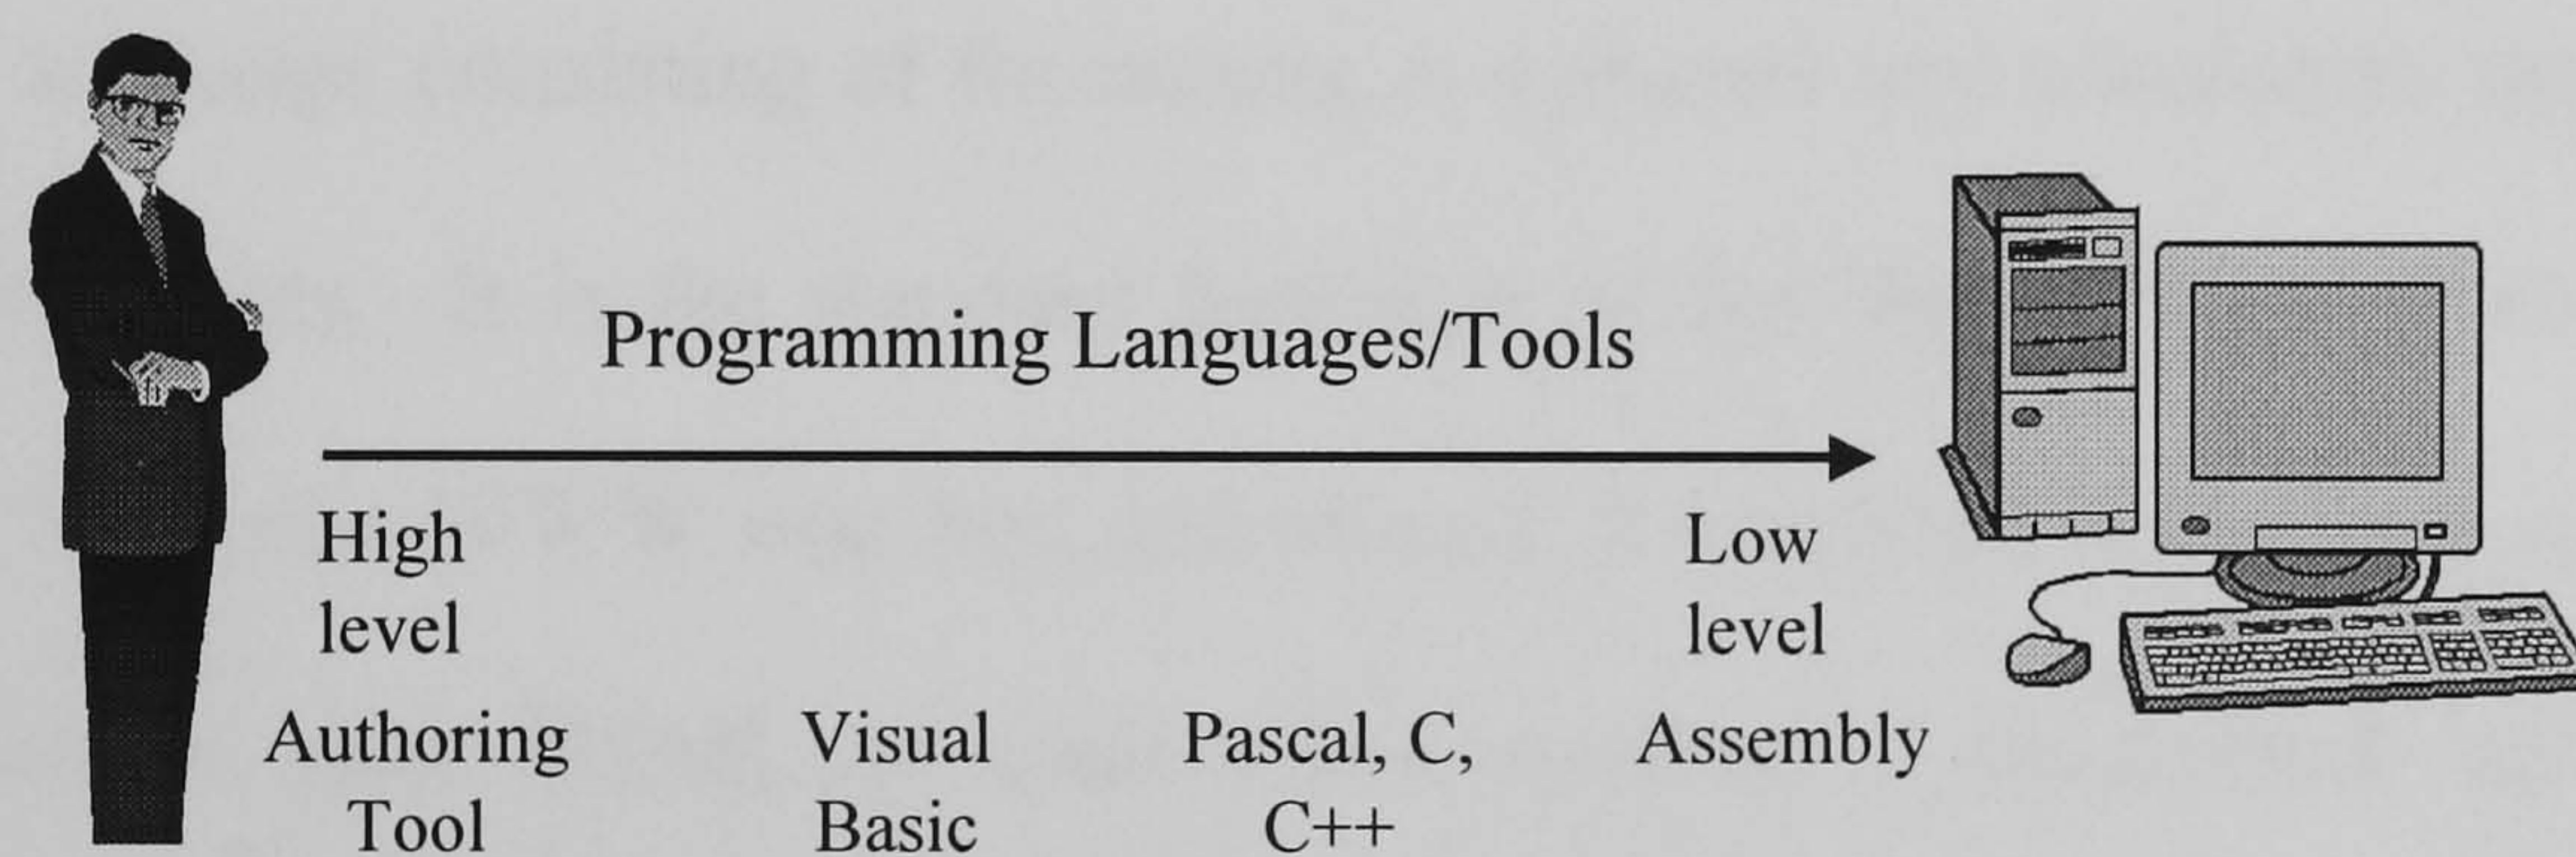 Programming Languages/Tools
High
level
Low
level
Authoring
Tool
Visual
Basic
Pascal, C,
C++
Assembly